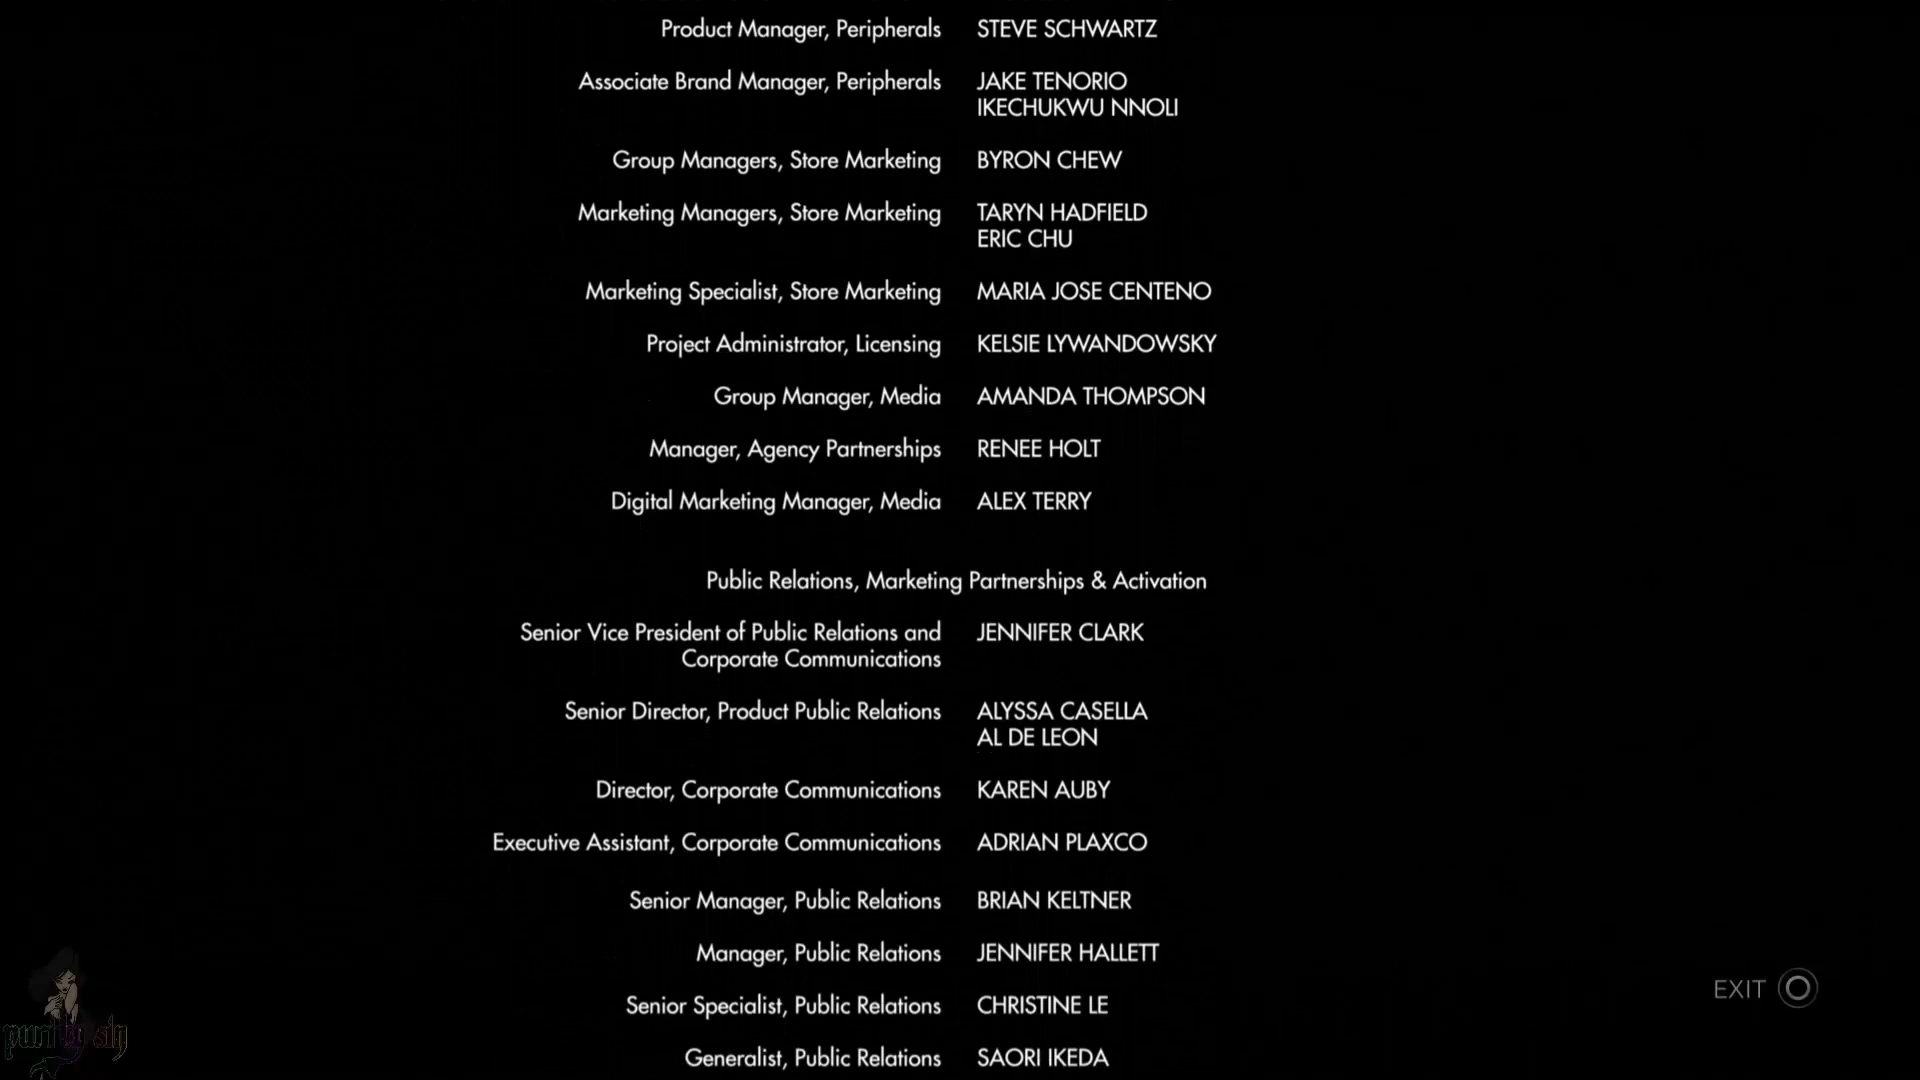 Product Manager, Peripherals STEVE SCHWARTZ
Associate Brand Manager, Peripherals JAKE TENORIO
IKECHUKWU NNOLI
Group Managers, Store Marketing BYRON CHEW
Marketing Managers, Store Marketing TARYN HADFIELD
ERIC CHU
Marketing Specialist, Store Marketing MARIA JOSE CENTENO
Project Administrator, Licensing KELSIE LYWANDOWSKY
Group Manager, Media AMANDA THOMPSON
Manager, Agency Partnerships RENEE HOLT
Digital Marketing Manager, Media ALEX TERRY
Public Relations, Marketing Partnerships & Activation
Senior Vice President of Public Relations and JENNIFER CLARK
Corporate Communications
Senior Director, Product Public Relations ALYSSA CASELLA
AL DE LEON
Director, Corporate Communications KAREN AUBY
Executive Assistant, Corporate Communications ADRIAN PLAXCO
Senior Manager, Public Relations BRIAN KELTNER
Manager, Public Relations JENNIFER HALLETT
EXIT
Senior Specialist, Public Relations CHRISTINE LE
Generalist, Public Relations SAORI IKEDA